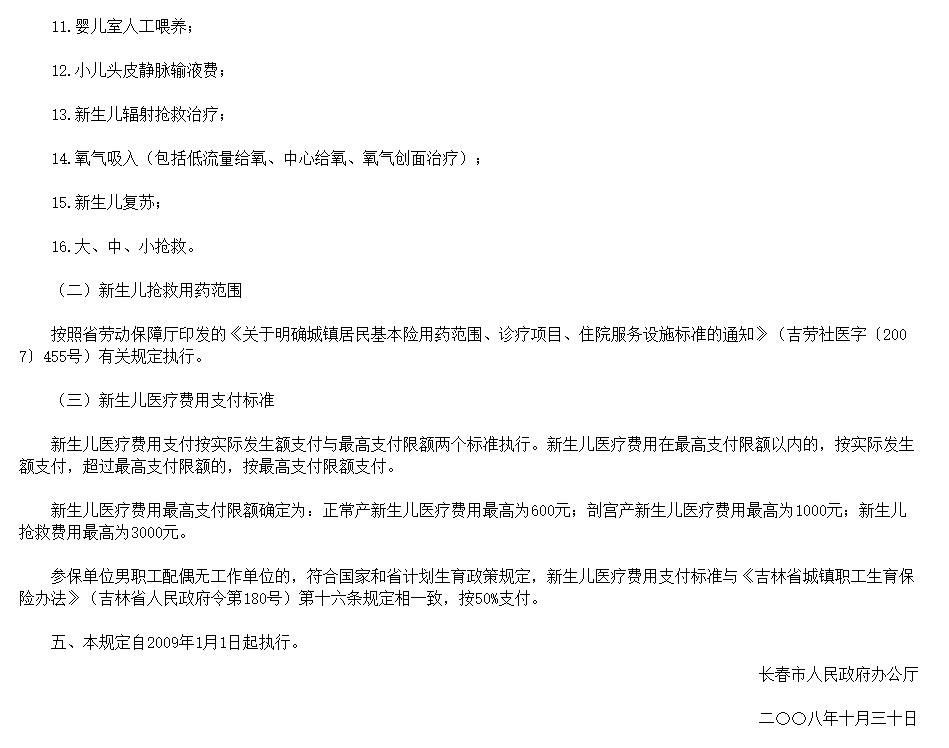 11.婴儿室人工喂养；
12.小儿头皮静脉输液费；
13.新生儿辐射抢救治疗；
14.氧气吸入（包括低流量给氧、中心给氧、氧气创面治疗）；
15.新生儿复苏；
16.大、中、小抢救。
（二）新生儿抢救用药范围
按照省劳动保障厅印发的《关于明确城镇居民基本险用药范围、诊疗项目、住院服务设施标准的通知》（吉劳社医字〔200
7〕455号）有关规定执行。
（三）新生儿医疗费用支付标准
新生儿医疗费用支付按实际发生额支付与最高支付限额两个标准执行。新生儿医疗费用在最高支付限额以内的，按实际发生
额支付，超过最高支付限额的，按最高支付限额支付。
新生儿医疗费用最高支付限额确定为：正常产新生儿医疗费用最高为600元；剖宫产新生儿医疗费用最高为1000元；新生儿
抢救费用最高为3000元。
参保单位男职工配偶无工作单位的，符合国家和省计划生育政策规定，新生儿医疗费用支付标准与《吉林省城镇职工生育保
险办法》（吉林省人民政府令第180号）第十六条规定相一致，按50%支付。
五、本规定自2009年1月1日起执行。
长春市人民政府办公厅
二○○八年十月三十日